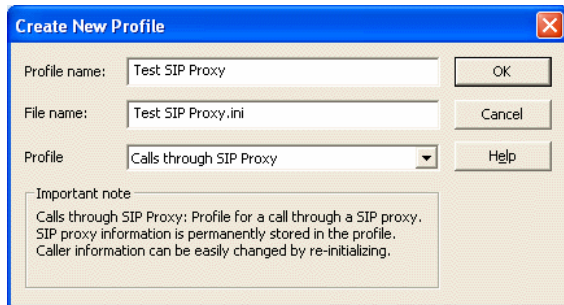 Create New Profile
Profile name: Test SIP Proxy OK
File name: Test SIP Proxy.ini Cancel
Profile Calls through SIP Proxy Help
Important note
Calls through SIP Proxy: Profile for a call through a SIP proxy.
SIP proxy information is permanently stored in the profile.
Caller information can be easily changed by re-initializing.